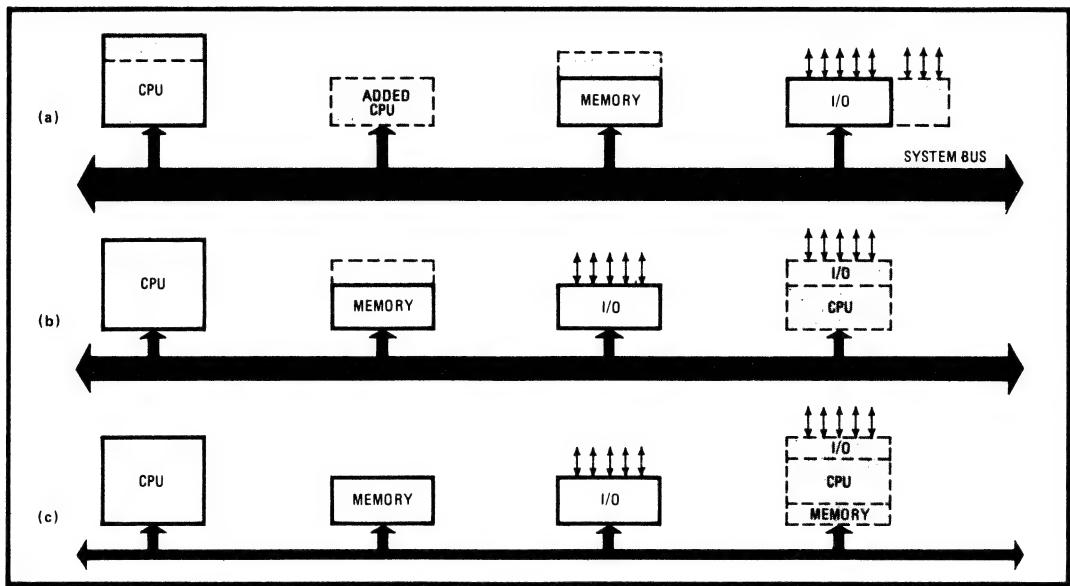 (a)
CPU
ADDED
CPU
MEMORY
I/O
SYSTEM BUS
(b)
CPU
MEMORY
I/O
I/O
CPU
(c)
CPU
MEMORY
I/O
I/O
CPU
MEMORY